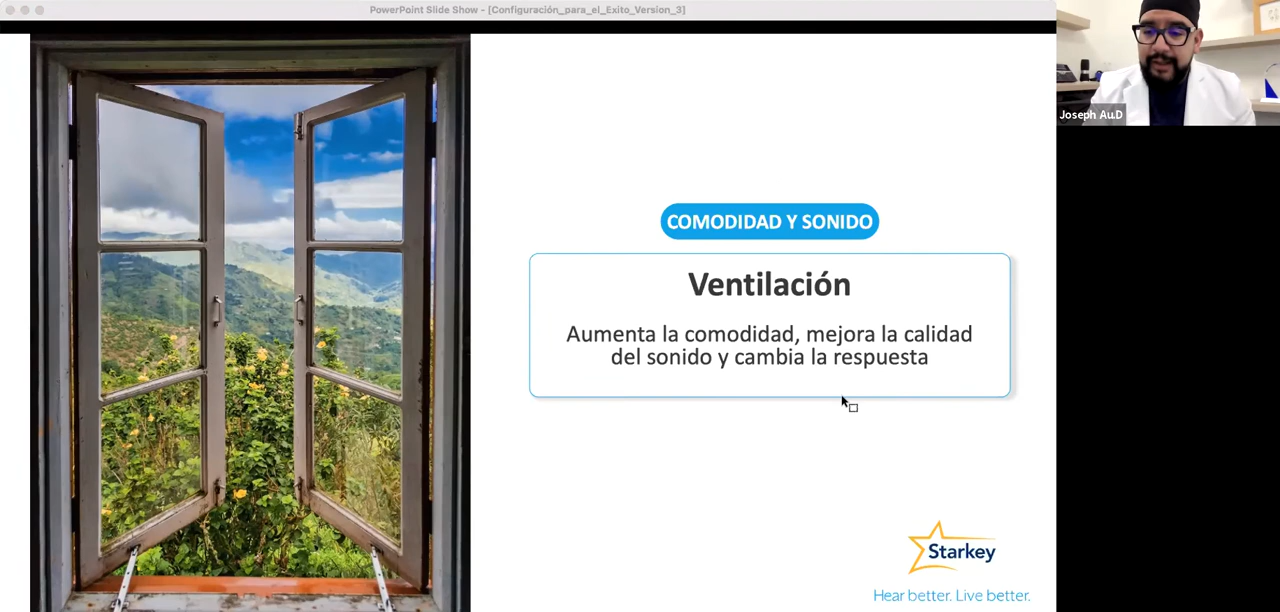 PowerPoint Slide Show - [Configuración_para_el_Exito_Version_3]
Joseph Au.D
COMODIDAD Y SONIDO
Ventilación
Aumenta la comodidad, mejora la calidad
del sonido y cambia la respuesta
Starkey
Hear better. Live better.